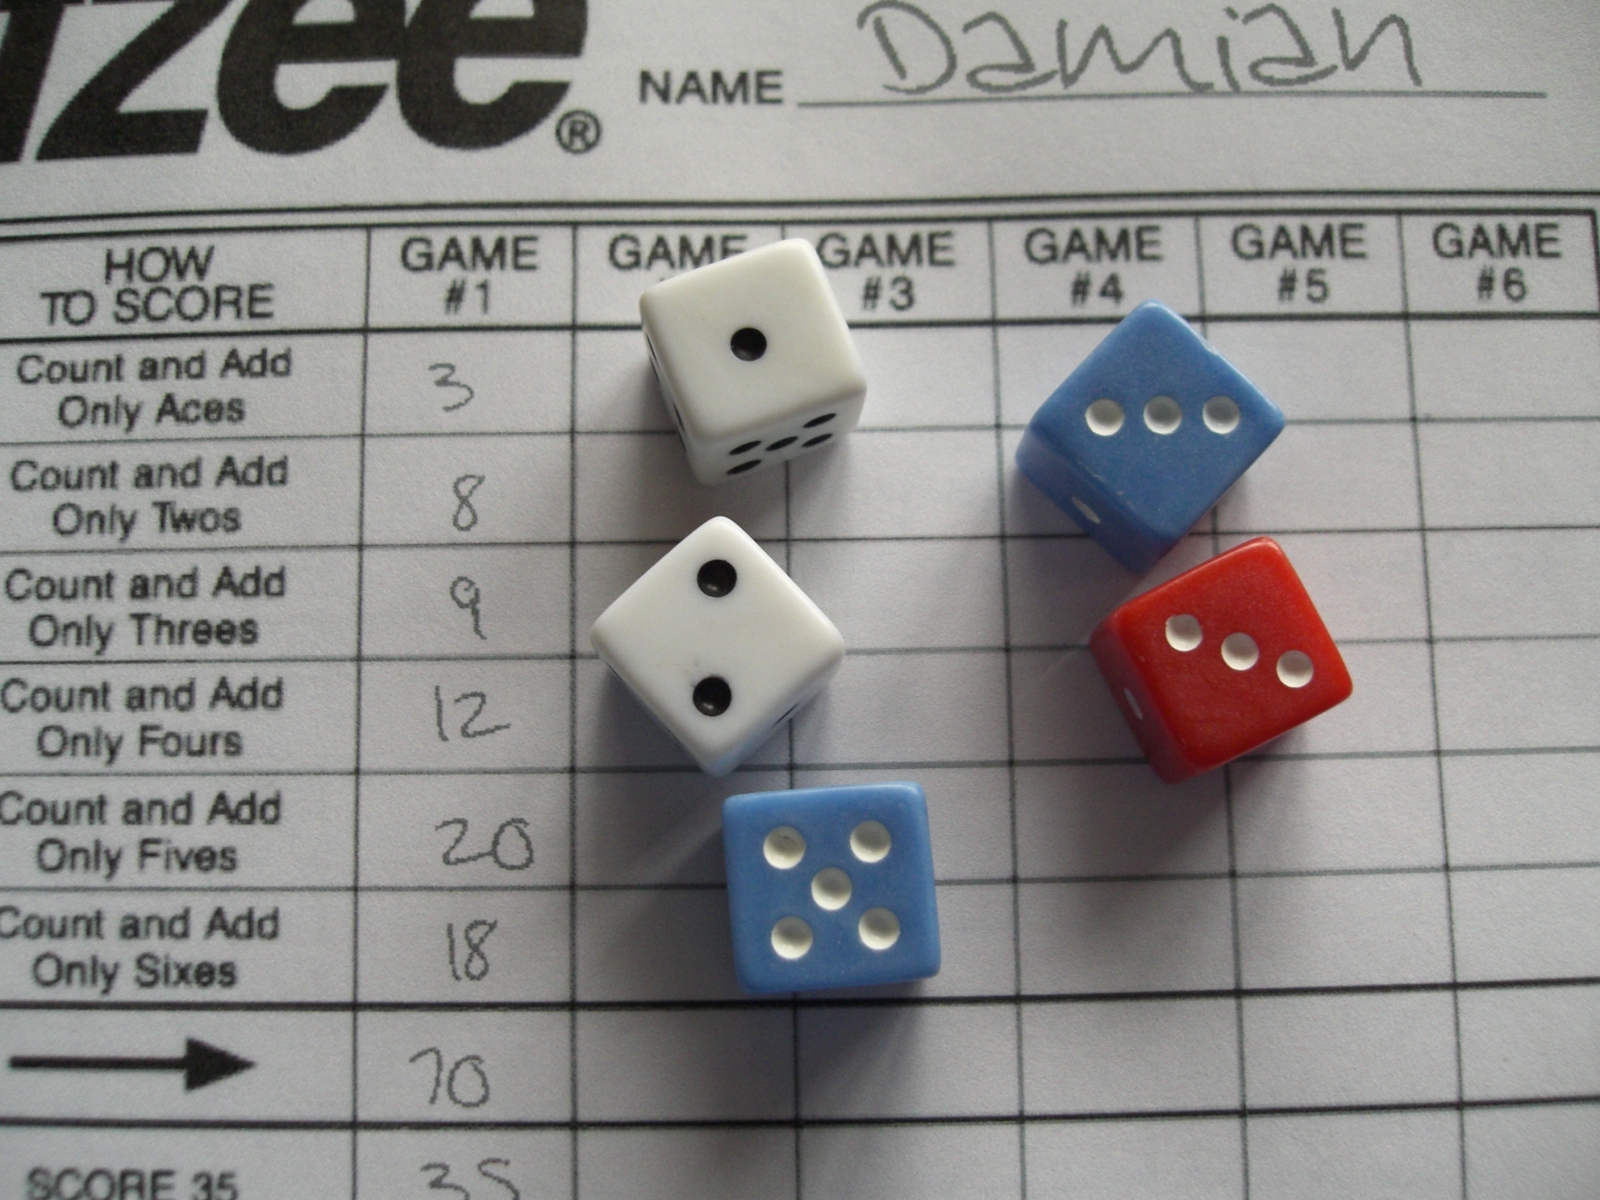 tzee®
NAME Damian
HOW TO SCORE GAME #1 GAME GAME #3 GAME #4 GAME #5 GAME #6
Count and Add Only Aces 3
Count and Add Only Twos 8
Count and Add Only Threes 9
Count and Add Only Fours 12
Count and Add Only Fives 20
Count and Add Only Sixes 18
70
SCORE 35 35